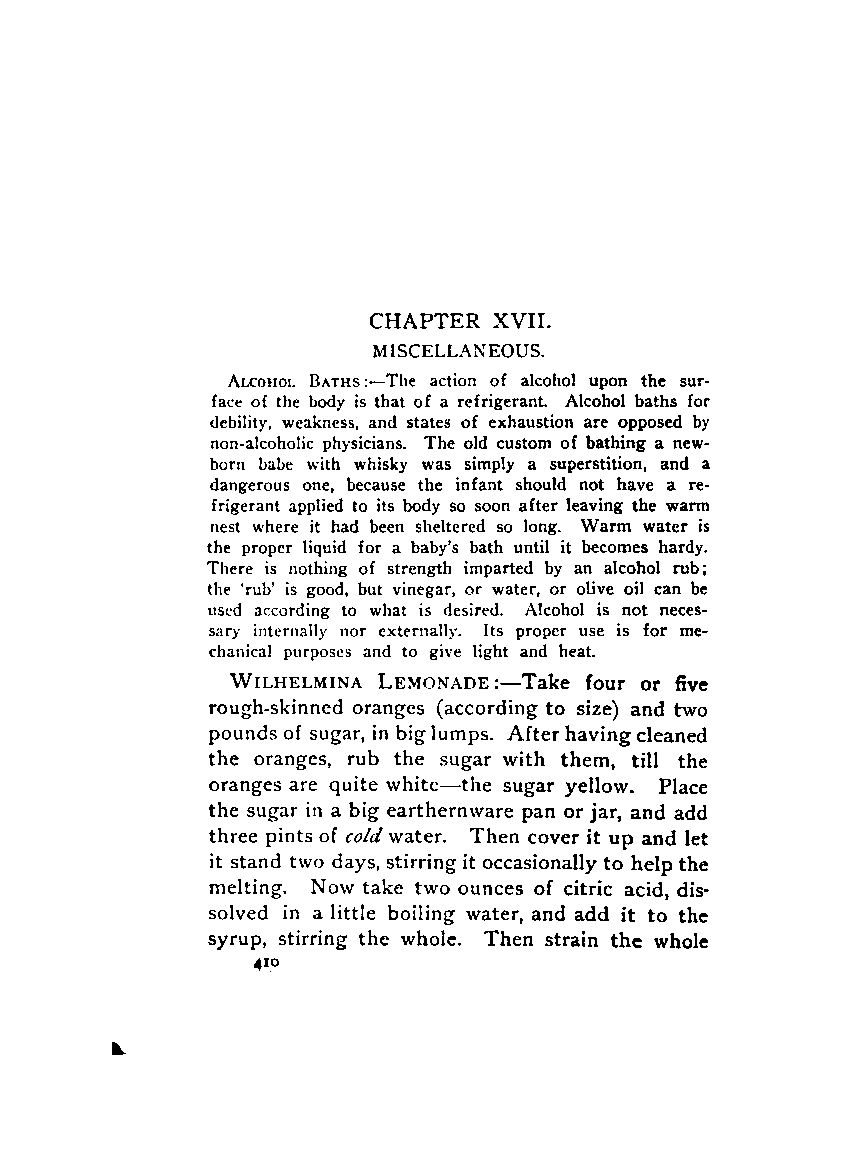 CHAPTER XVII.
MISCELLANEOUS.
ALCOHOL BATHS:—The action of alcohol upon the sur-
face of the body is that of a refrigerant. Alcohol baths for
debility, weakness, and states of exhaustion are opposed by
non-alcoholic physicians. The old custom of bathing a new-
born babe with whisky was simply a superstition, and a
dangerous one, because the infant should not have a re-
frigerant applied to its body so soon after leaving the warm
nest where it had been sheltered so long. Warm water is
the proper liquid for a baby's bath until it becomes hardy.
There is nothing of strength imparted by an alcohol rub;
the 'rub' is good, but vinegar, or water, or olive oil can be
used according to what is desired. Alcohol is not neces-
sary internally nor externally. Its proper use is for me-
chanical purposes and to give light and heat.
WILHELMINA LEMONADE:—Take four or five
rough-skinned oranges (according to size) and two
pounds of sugar, in big lumps. After having cleaned
the oranges, rub the sugar with them, till the
oranges are quite white—the sugar yellow. Place
the sugar in a big earthernware pan or jar, and add
three pints of cold water. Then cover it up and let
it stand two days, stirring it occasionally to help the
melting. Now take two ounces of citric acid, dis-
solved in a little boiling water, and add it to the
syrup, stirring the whole. Then strain the whole
410